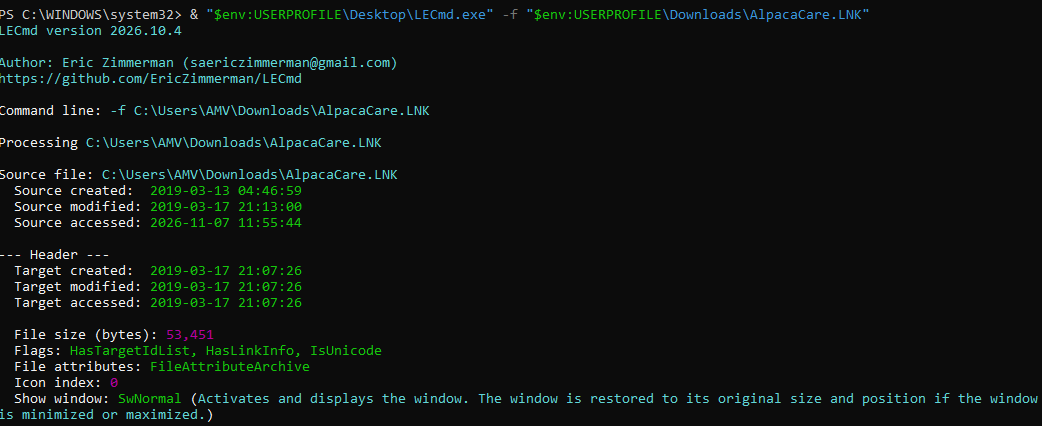 PS C:\WINDOWS\system32> & "$env:USERPROFILE\Desktop\LECmd.exe" -f "$env:USERPROFILE\Downloads\AlpacaCare.LNK"
LECmd version 2026.10.4
Author: Eric Zimmerman (saericzimmerman@gmail.com)
https://github.com/EricZimmerman/LECmd
Command line: -f C:\Users\AMV\Downloads\AlpacaCare.LNK
Processing C:\Users\AMV\Downloads\AlpacaCare.LNK
Source file: C:\Users\AMV\Downloads\AlpacaCare.LNK
Source created: 2019-03-13 04:46:59
Source modified: 2019-03-17 21:13:00
Source accessed: 2026-11-07 11:55:44
--- Header ---
Target created: 2019-03-17 21:07:26
Target modified: 2019-03-17 21:07:26
Target accessed: 2019-03-17 21:07:26
File size (bytes): 53,451
Flags: HasTargetIdList, HasLinkInfo, IsUnicode
File attributes: FileAttributeArchive
Icon index: 0
Show window: SwNormal (Activates and displays the window. The window is restored to its original size and position if the window
is minimized or maximized.)